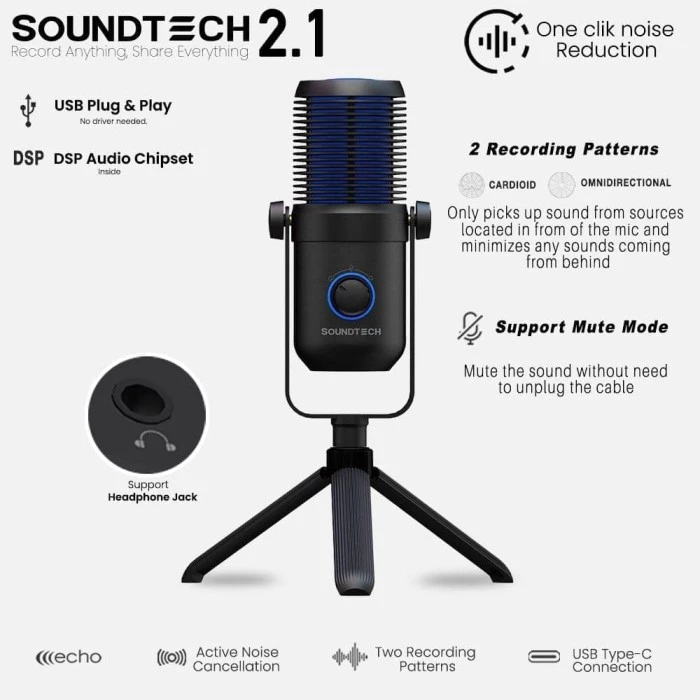 SOUNDTECH 2.1
Record Anything, Share Everything
One clik noise
Reduction
USB Plug & Play
No driver needed.
DSP DSP Audio Chipset
Inside
2 Recording Patterns
CARDIOID OMNIDIRECTIONAL
Only picks up sound from sources
located in from of the mic and
minimizes any sounds coming
from behind
SOUNDTECH
Support Mute Mode
Mute the sound without need
to unplug the cable
Support
Headphone Jack
echo
Active Noise
Cancellation
Two Recording
Patterns
USB Type-C
Connection